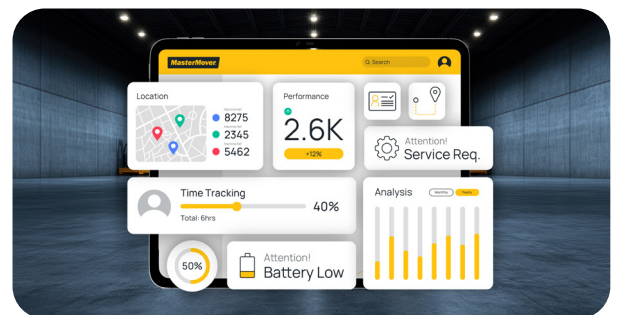 MasterMover
Search
Location
8275
2345
5462
Performance
2.6K
+12%
Attention!
Service Req.
Time Tracking
40%
Total: 6hrs
Analysis
Monthly
Yearly
50%
Attention!
Battery Low